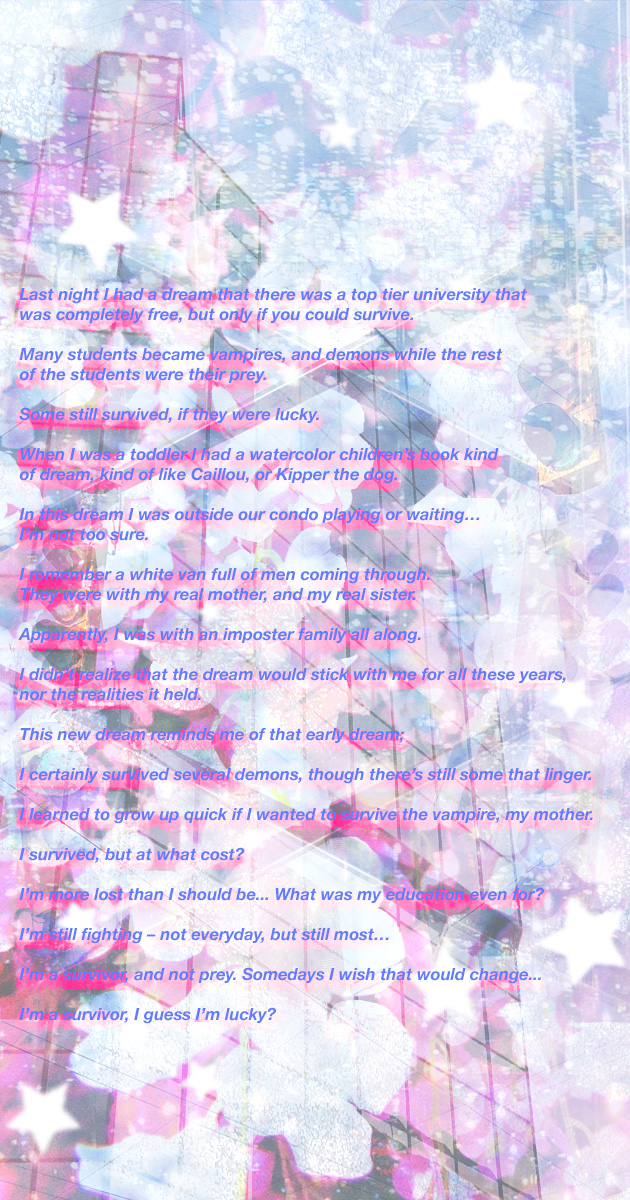 Last night I had a dream that there was a top tier university that
was completely free, but only if you could survive.
Many students became vampires, and demons while the rest
of the students were their prey.
Some still survived, if they were lucky.
When I was a toddler I had a watercolor children's book kind
of dream, kind of like Caillou, or Kipper the dog.
In this dream I was outside our condo playing or waiting…
I'm not too sure.
I remember a white van full of men coming through.
They were with my real mother, and my real sister.
Apparently, I was with an imposter family all along.
I didn't realize that the dream would stick with me for all these years,
nor the realities it held.
This new dream reminds me of that early dream;
I certainly survived several demons, though there's still some that linger.
I learned to grow up quick if I wanted to survive the vampire, my mother.
I survived, but at what cost?
I'm more lost than I should be... What was my education even for?
I'm still fighting – not everyday, but still most…
I'm a survivor, and not prey. Somedays I wish that would change...
I'm a survivor, I guess I'm lucky?